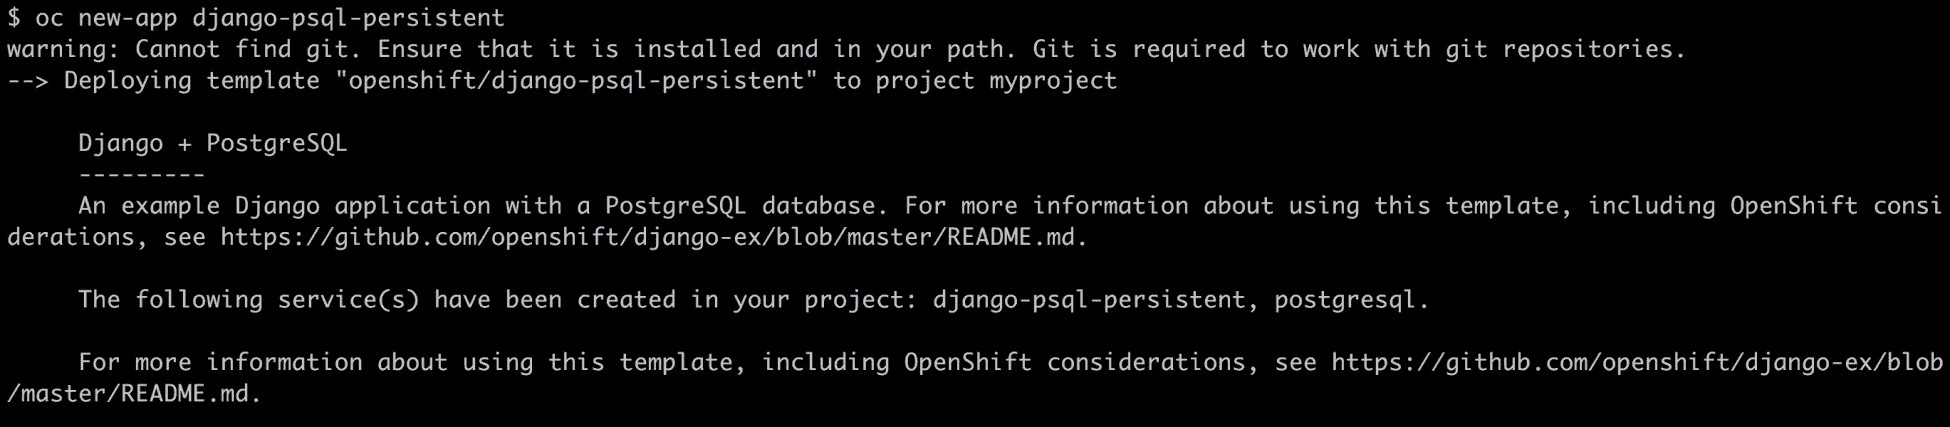 $ oc new-app django-psql-persistent
warning: Cannot find git. Ensure that it is installed and in your path. Git is required to work with git repositories.
--> Deploying template "openshift/django-psql-persistent" to project myproject
Django + PostgreSQL
---------
An example Django application with a PostgreSQL database. For more information about using this template, including OpenShift consi
derations, see https://github.com/openshift/django-ex/blob/master/README.md.
The following service(s) have been created in your project: django-psql-persistent, postgresql.
For more information about using this template, including OpenShift considerations, see https://github.com/openshift/django-ex/blob
/master/README.md.